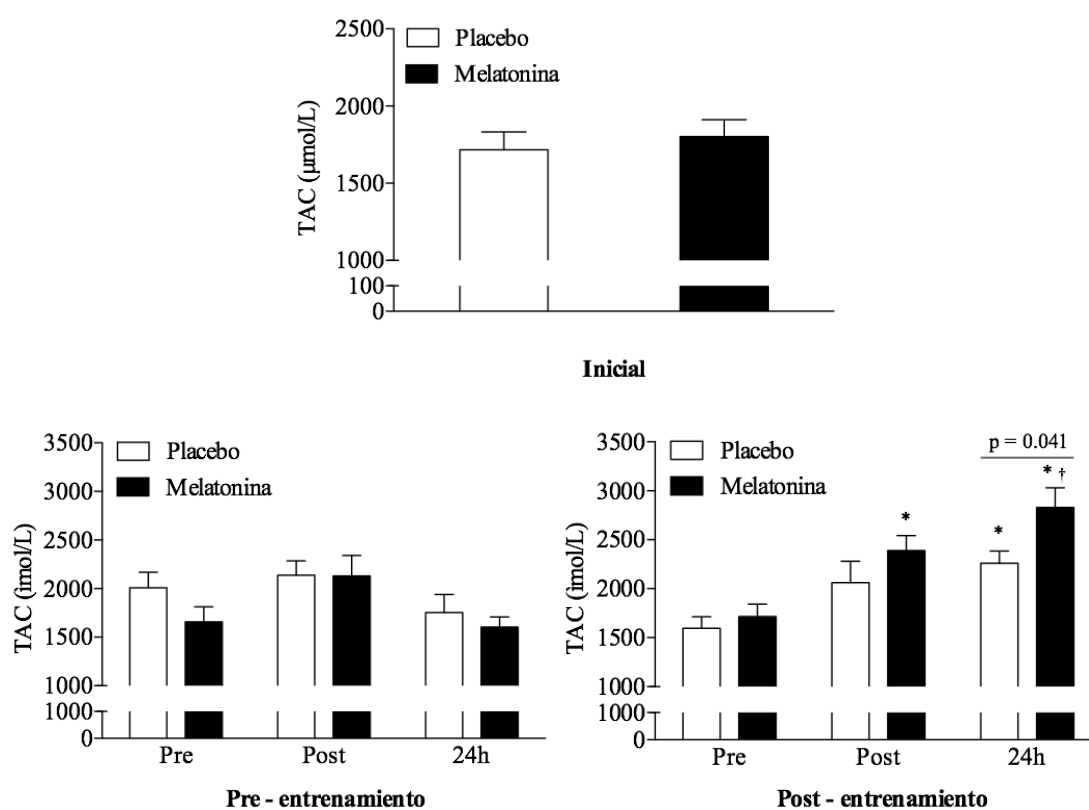 2500
Placebo
Melatonina
2000
TAC (µmol/L)
1500
1000
100
0
Inicial
3500
Placebo
3000
Melatonina
2500
TAC (imol/L)
2000
1500
1000
1000
0
Pre Post 24h
Pre - entrenamiento
3500
Placebo
p = 0.041
3000
Melatonina
* †
2500
*
*
TAC (imol/L)
2000
1500
1000
1000
0
Pre Post 24h
Post - entrenamiento